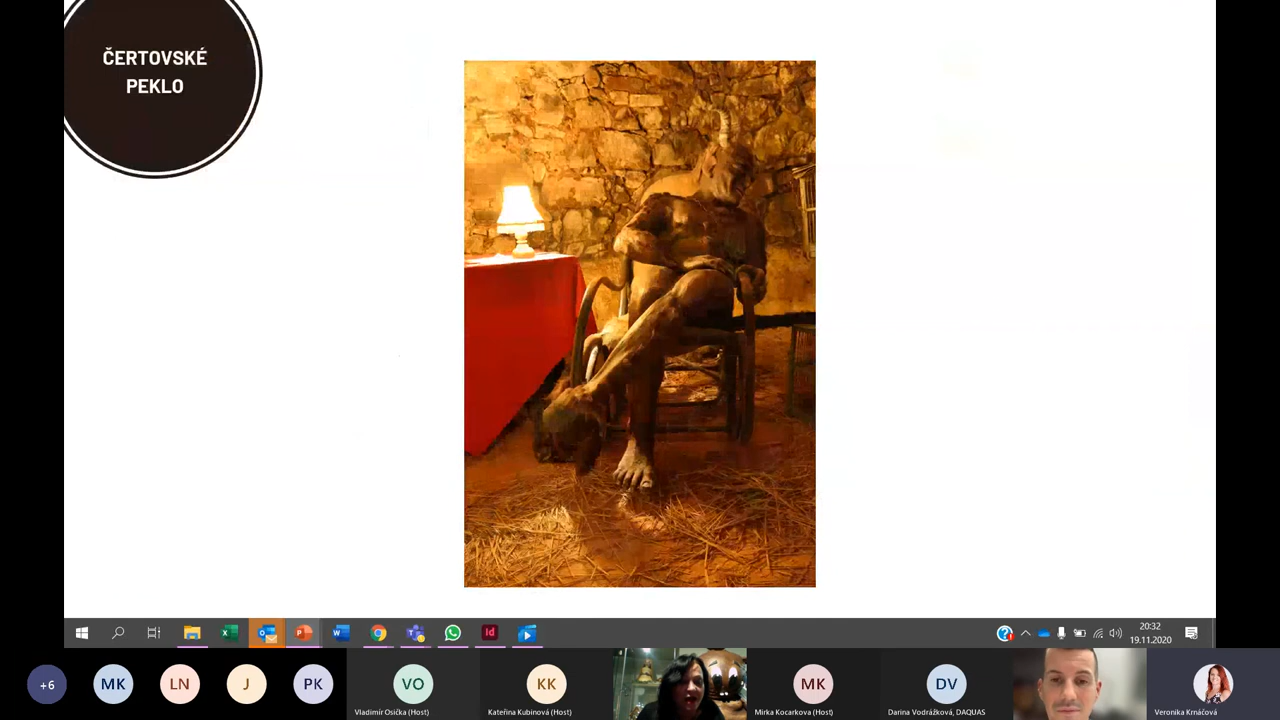 ČERTOVSKÉ
PEKLO
20:32
19.11.2020
+6
MK
LN
J
PK
VO
Vladimír Osička (Host)
KK
Kateřina Kubínová (Host)
MK
Mirka Kocarkova (Host)
DV
Darina Vodrážková, DAQUAS
Veronika Krnáčová